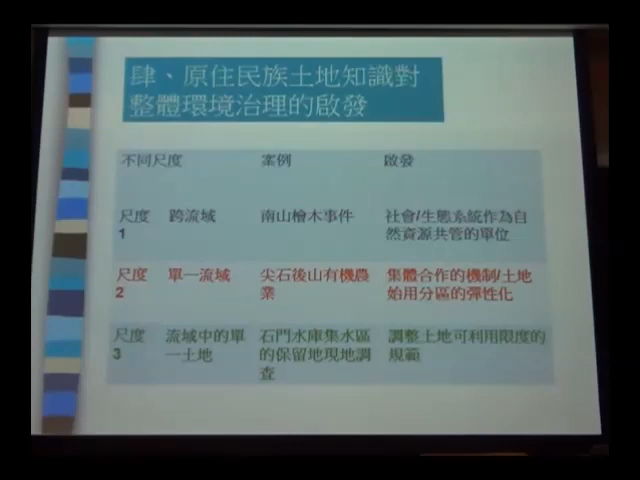 肆、原住民族土地知識對
整體環境治理的啟發
不同尺度 案例 啟發
尺度 跨流域 南山檜木事件 社會/生態系統作為自
1 然資源共管的單位
尺度 單一流域 尖石後山有機農 集體合作的機制/土地
2 業 始用分區的彈性化
尺度 流域中的單 石門水庫集水區 調整土地可利用限度的
3 一土地 的保留地現地調 規範
查